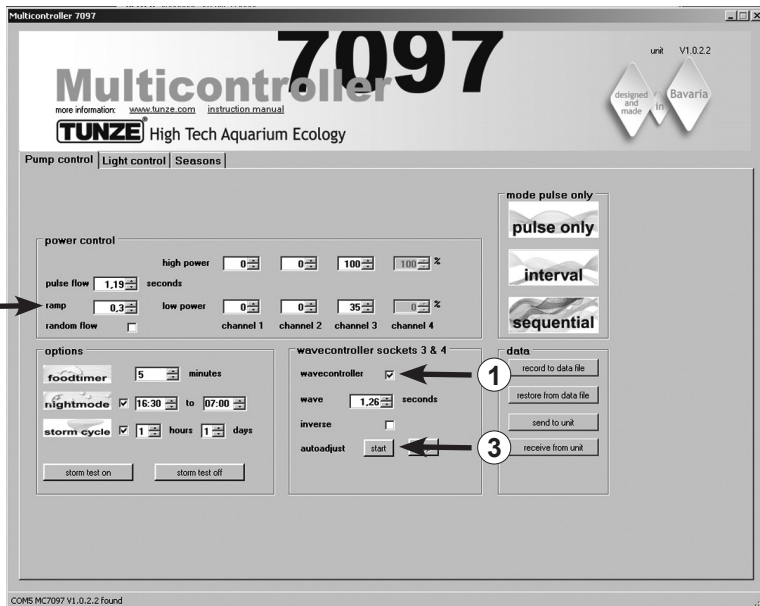 Multicontroller 7097
7097
Multicontroller
more information: www.tunze.com instruction manual
TUNZE High Tech Aquarium Ecology
unit V1.0.2.2
designed and made
in
Bavaria
Pump control Light control Seasons
mode pulse only
pulse only
interval
sequential
power control
high power 0 0 100 100 %
pulse flow 1,19 seconds
ramp 0,3 low power 0 0 35 0 %
random flow channel 1 channel 2 channel 3 channel 4
options
foodtimer 5 minutes
nightmode 16:30 to 07:00
storm cycle 1 hours 1 days
storm test on storm test off
wavecontroller sockets 3 & 4
wavecontroller 1
wave 1,26 seconds
inverse
autoadjust start 3
data
record to data file
restore from data file
send to unit
receive from unit
COM5 MC7097 V1.0.2.2 found